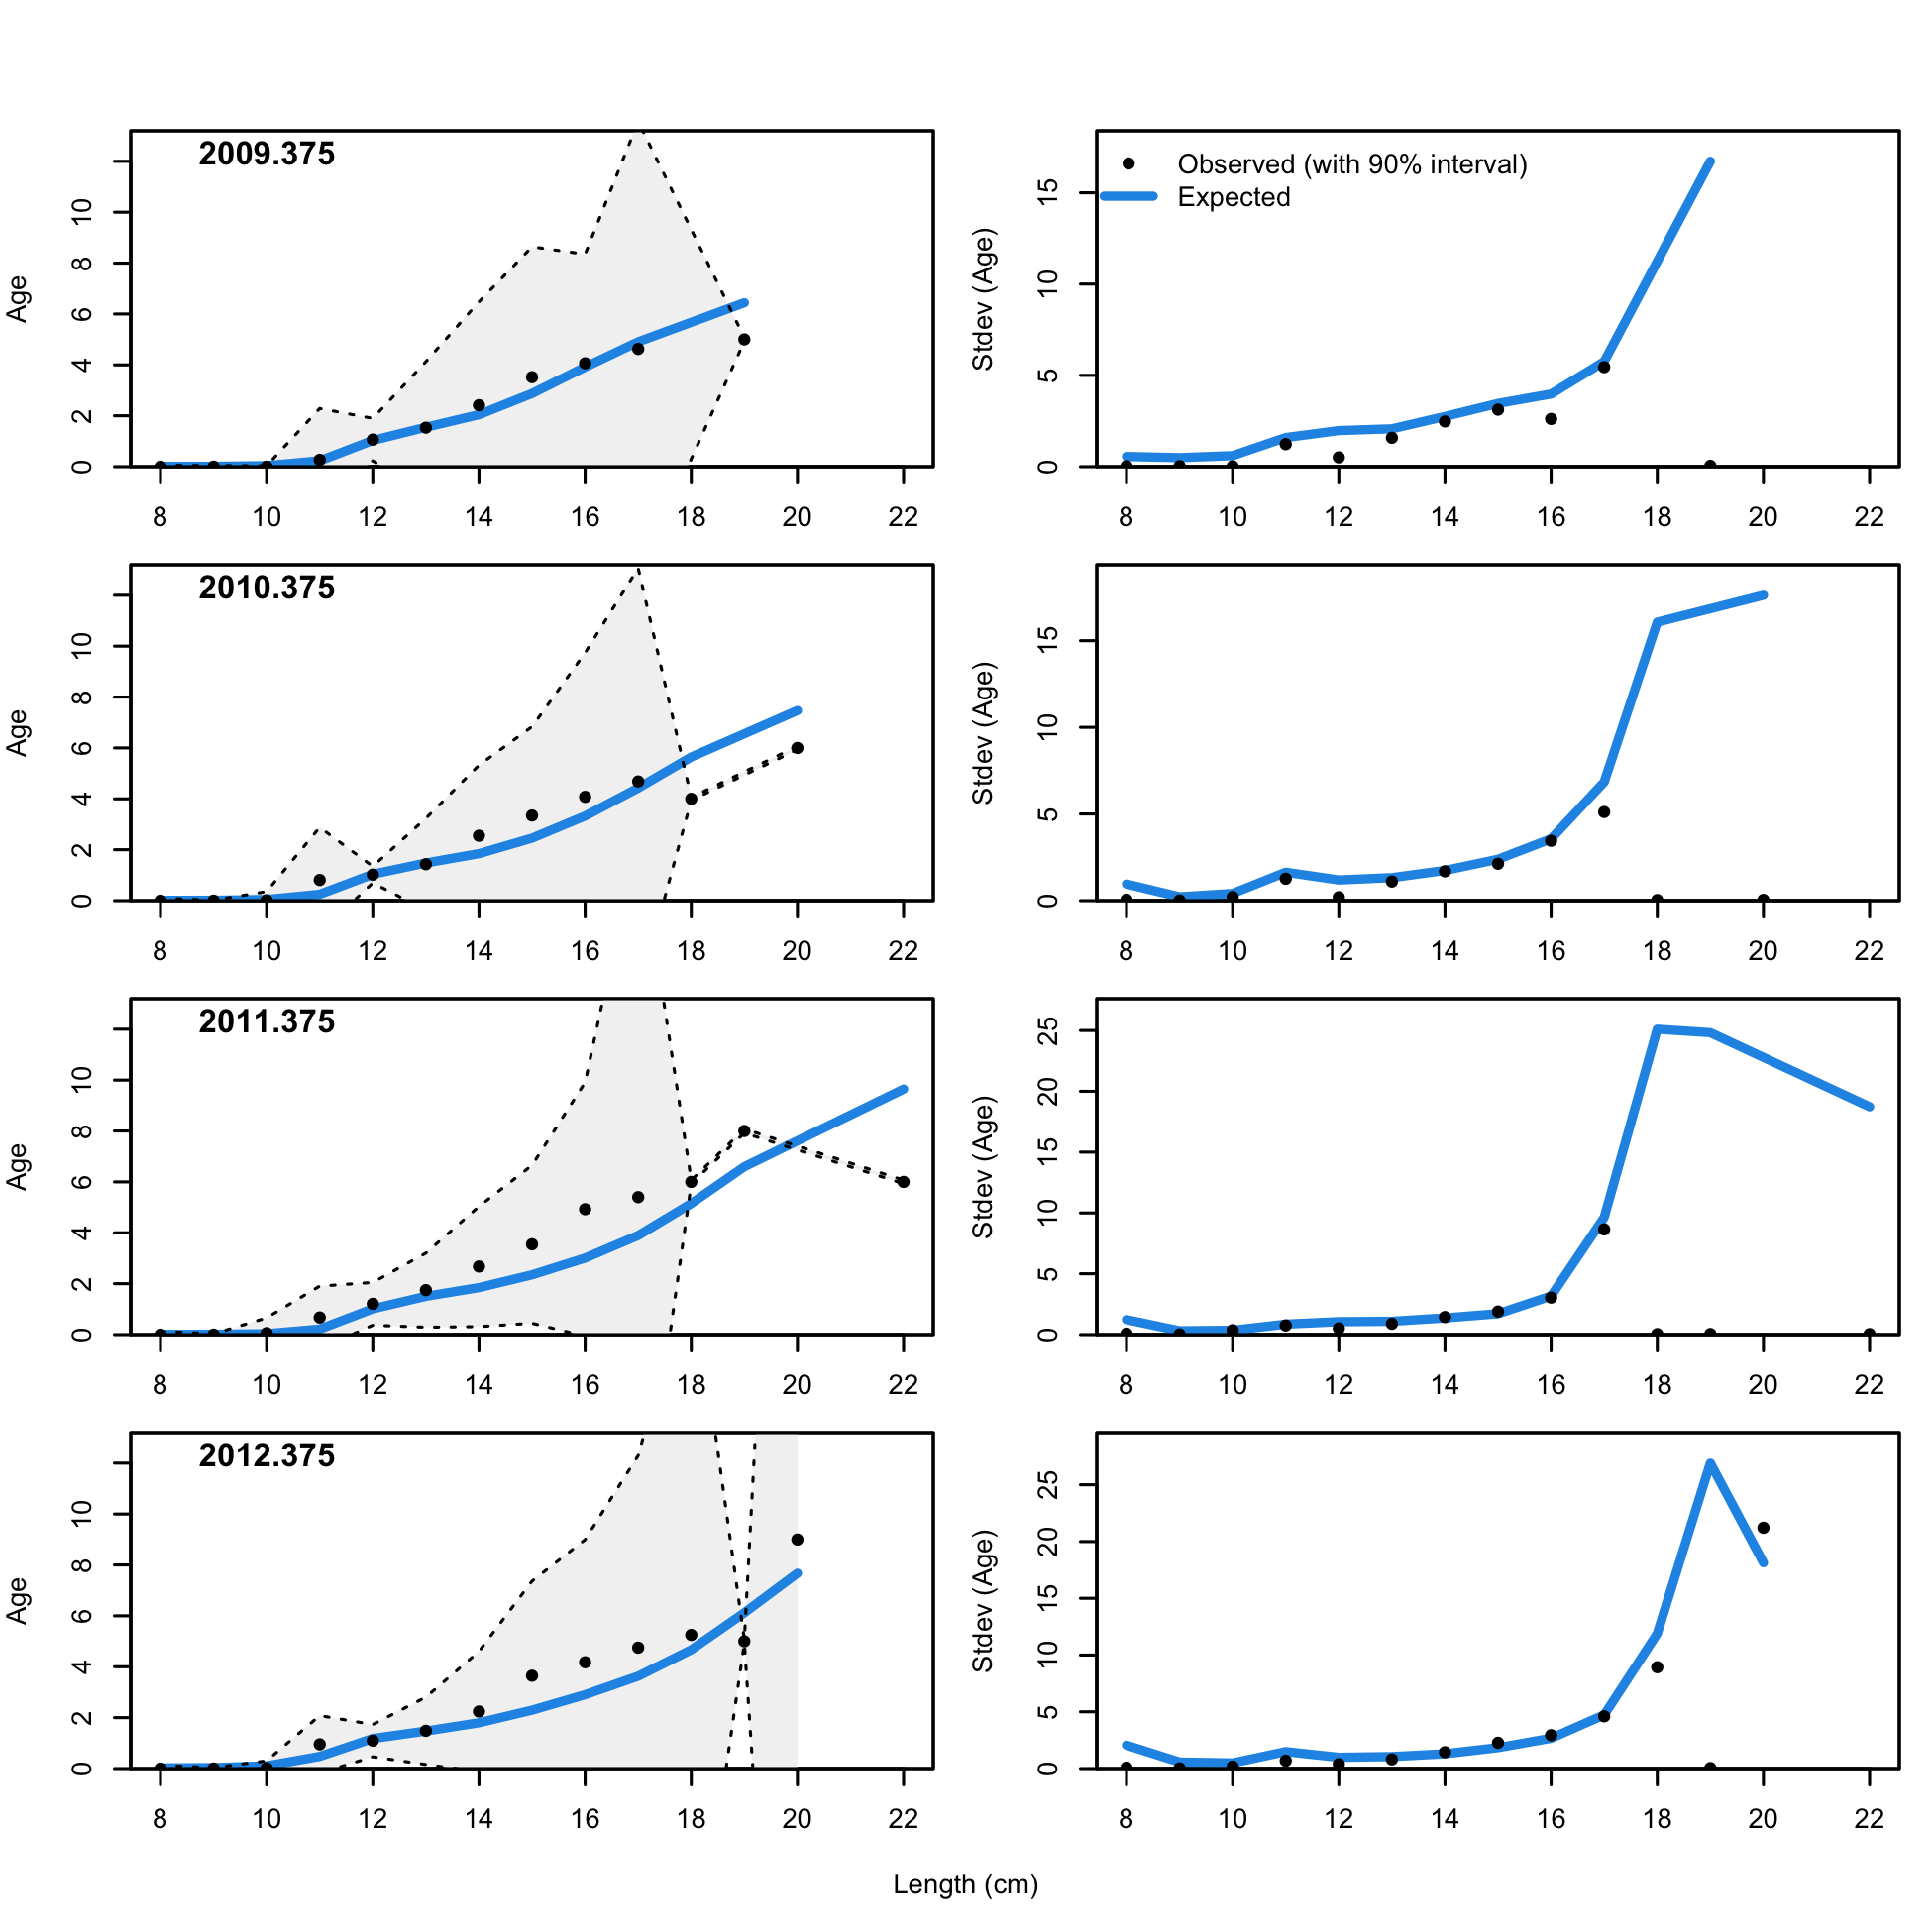 2009.375
Age
0 2 4 6 8 10
8 10 12 14 16 18 20 22
Observed (with 90% interval)
Expected
Stdev (Age)
0 5 10 15
8 10 12 14 16 18 20 22
2010.375
Age
0 2 4 6 8 10
8 10 12 14 16 18 20 22
Stdev (Age)
0 5 10 15
8 10 12 14 16 18 20 22
2011.375
Age
0 2 4 6 8 10
8 10 12 14 16 18 20 22
Stdev (Age)
0 5 10 15 20 25
8 10 12 14 16 18 20 22
2012.375
Age
0 2 4 6 8 10
8 10 12 14 16 18 20 22
Stdev (Age)
0 5 10 15 20 25
8 10 12 14 16 18 20 22
Length (cm)